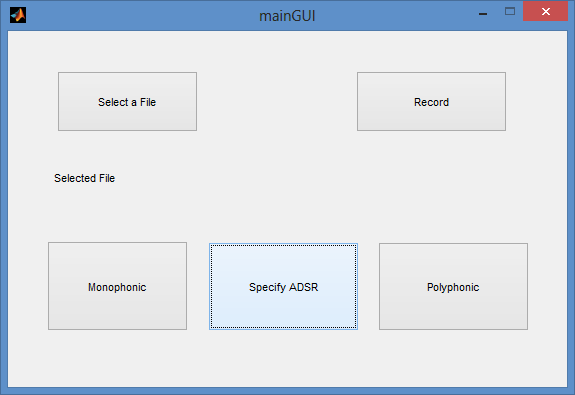 mainGUI
Select a File
Record
Selected File
Monophonic
Specify ADSR
Polyphonic